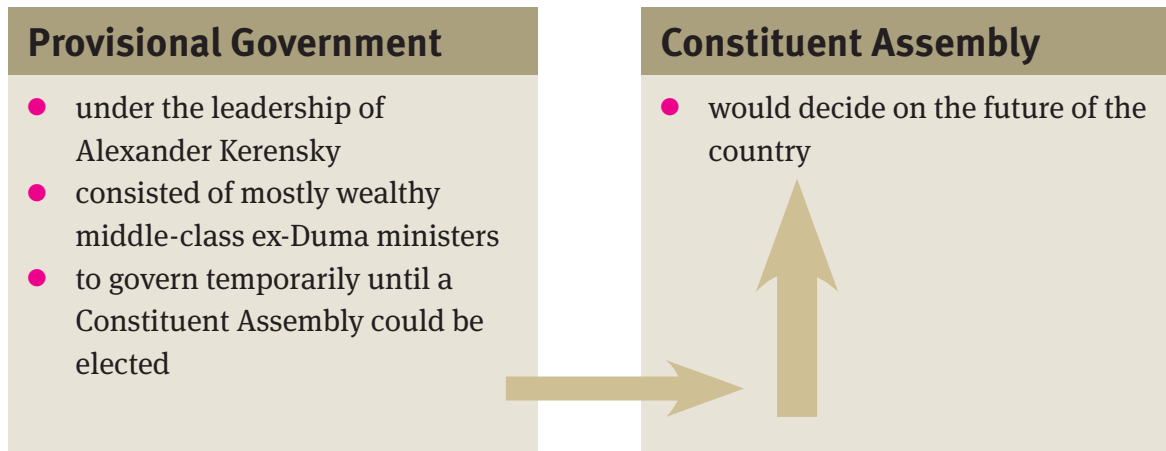 Provisional Government
● under the leadership of
Alexander Kerensky
● consisted of mostly wealthy
middle-class ex-Duma ministers
● to govern temporarily until a
Constituent Assembly could be
elected
Constituent Assembly
● would decide on the future of the
country